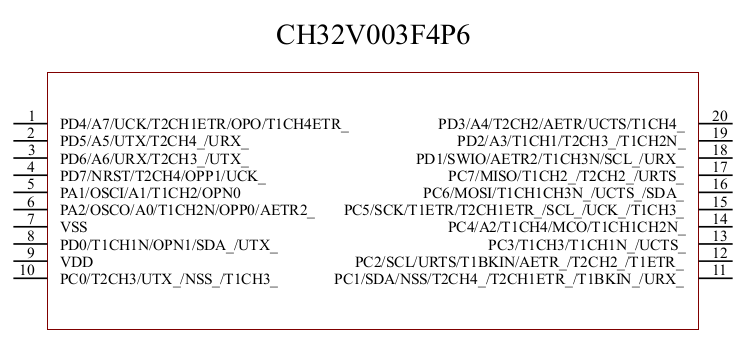 CH32V003F4P6
1 PD4/A7/UCK/T2CH1ETR/OPO/T1CH4ETR_
2 PD5/A5/UTX/T2CH4_/URX_
3 PD6/A6/URX/T2CH3_/UTX_
4 PD7/NRST/T2CH4/OPP1/UCK_
5 PA1/OSCI/A1/T1CH2/OPN0
6 PA2/OSCO/A0/T1CH2N/OPP0/AETR2_
7 VSS
8 PD0/T1CH1N/OPN1/SDA_/UTX_
9 VDD
10 PC0/T2CH3/UTX_/NSS_/T1CH3_
PD3/A4/T2CH2/AETR/UCTS/T1CH4_ 20
PD2/A3/T1CH1/T2CH3_/T1CH2N_ 19
PD1/SWIO/AETR2/T1CH3N/SCL_/URX_ 18
PC7/MISO/T1CH2_/T2CH2_/URTS_ 17
PC6/MOSI/T1CH1CH3N_/UCTS_/SDA_ 16
PC5/SCK/T1ETR/T2CH1ETR_/SCL_/UCK_/T1CH3_ 15
PC4/A2/T1CH4/MCO/T1CH1CH2N_ 14
PC3/T1CH3/T1CH1N_/UCTS_ 13
PC2/SCL/URTS/T1BKIN/AETR_/T2CH2_/T1ETR_ 12
PC1/SDA/NSS/T2CH4_/T2CH1ETR_/T1BKIN_/URX_ 11